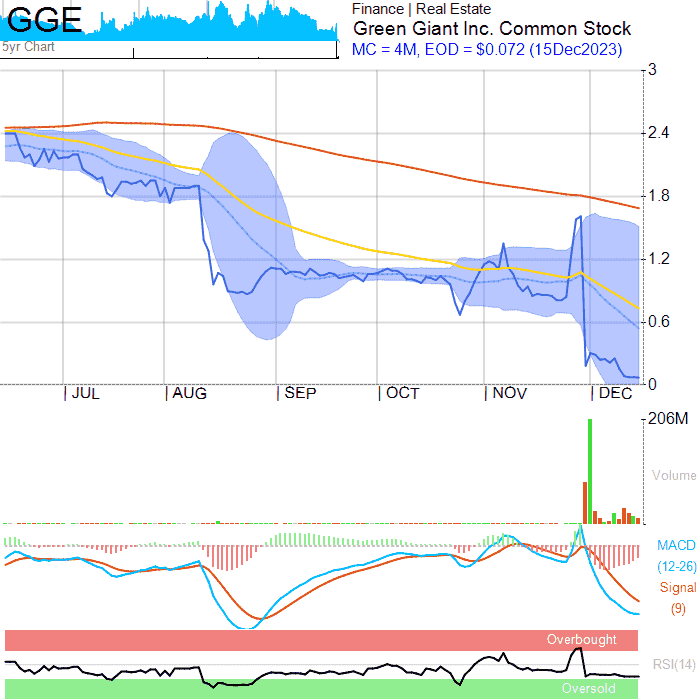 GGE
5yr Chart
Finance | Real Estate
Green Giant Inc. Common Stock
MC = 4M, EOD = $0.072 (15Dec2023)
3
2.4
1.8
1.2
0.6
0
JUL AUG SEP OCT NOV DEC
206M
Volume
MACD
(12-26)
Signal
(9)
Overbought
RSI(14)
Oversold